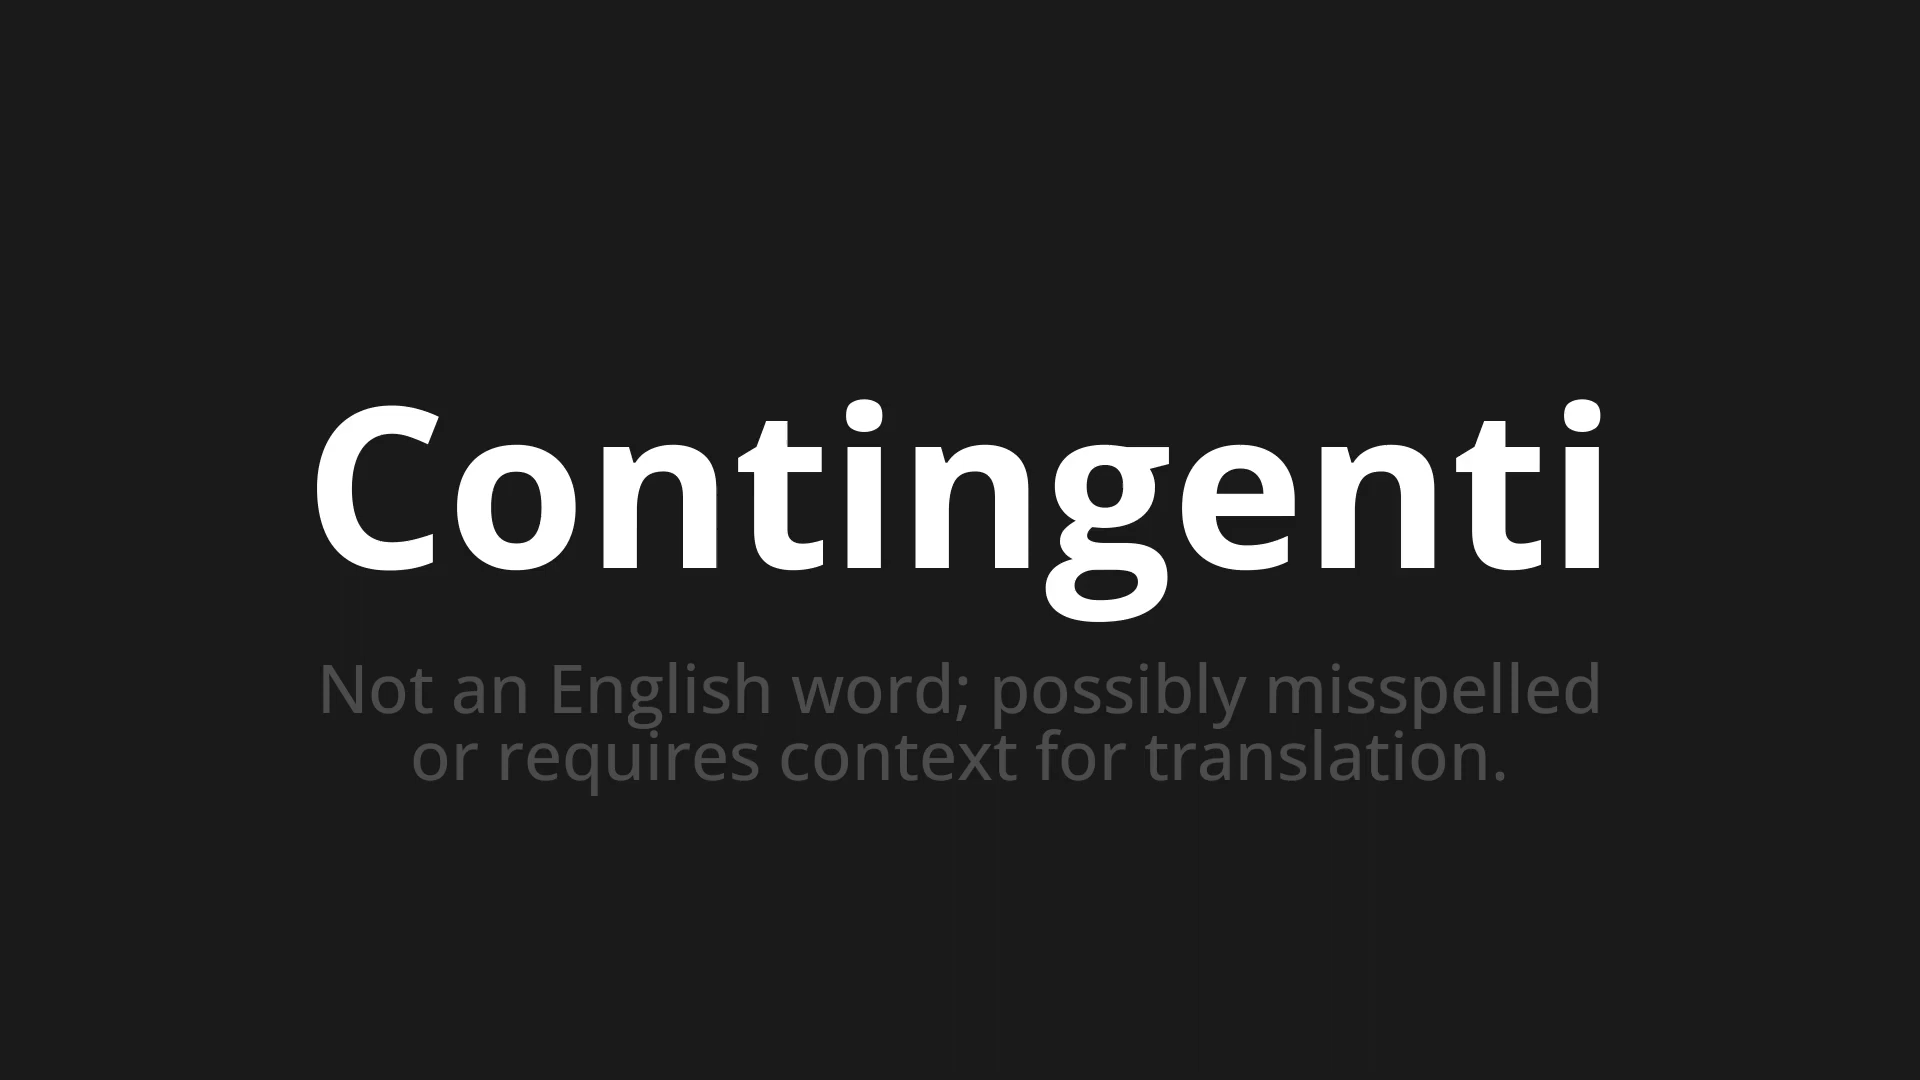 Contingenti
Not an English word; possibly misspelled
or requires context for translation.